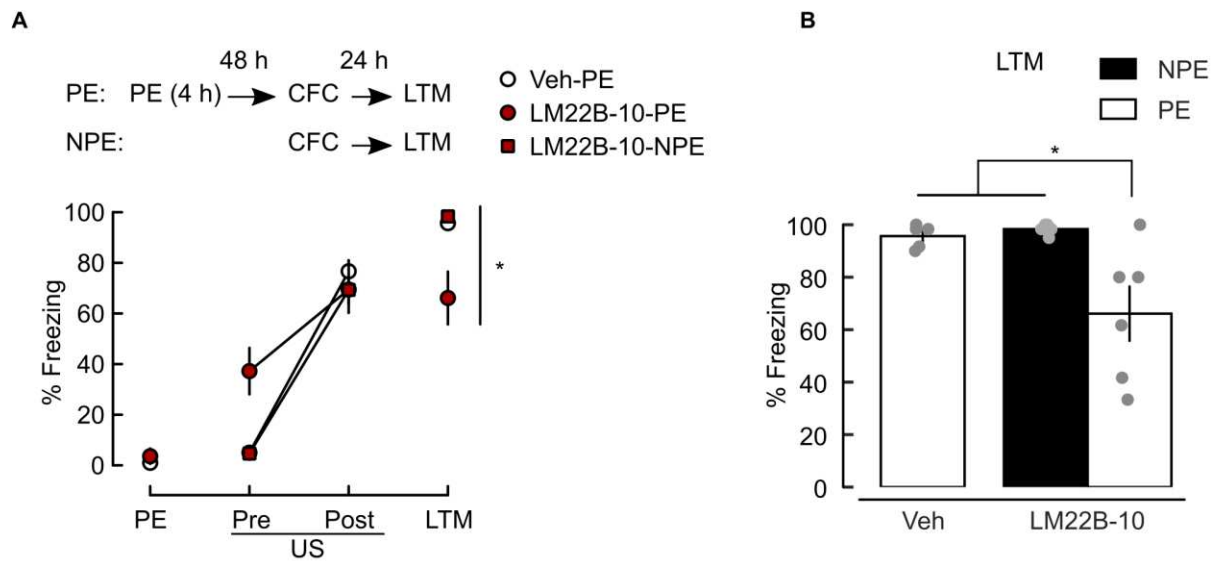 A
48 h 24 h
PE: PE (4 h) CFC LTM
NPE: CFC LTM
Veh-PE
LM22B-10-PE
LM22B-10-NPE
% Freezing
100
80
60
40
20
0
*
PE Pre Post LTM
US
B
LTM
NPE
PE
*
% Freezing
100
80
60
40
20
0
Veh LM22B-10